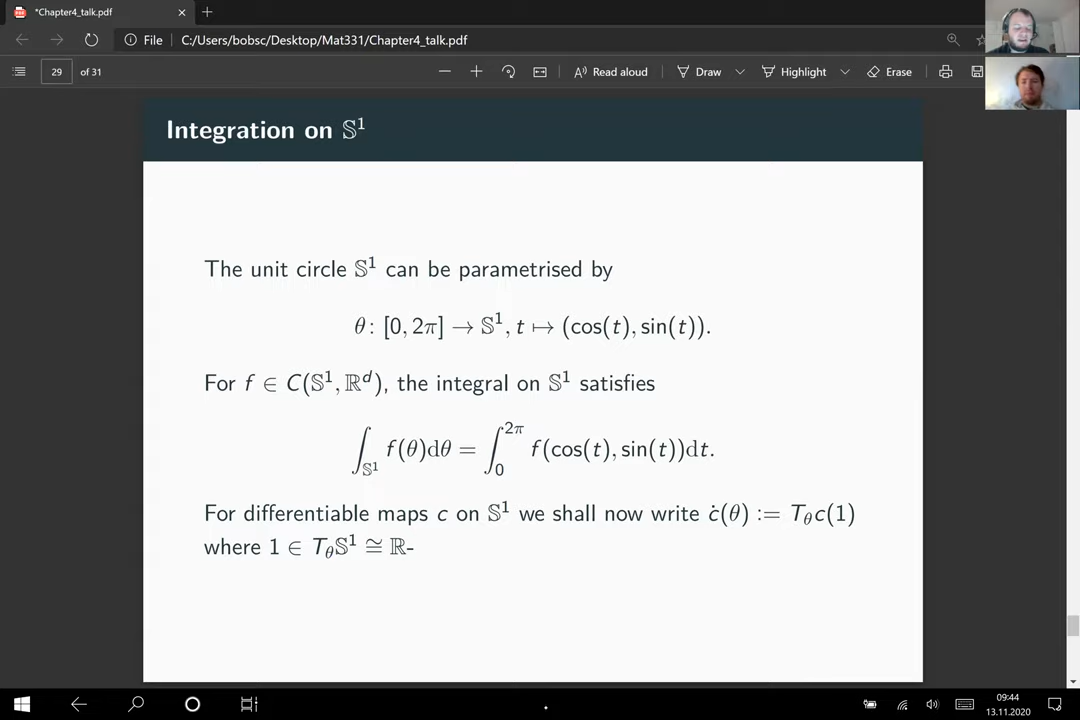 *Chapter4_talk.pdf
File C:/Users/bobsc/Desktop/Mat331/Chapter4_talk.pdf
29 of 31 Read aloud Draw Highlight Erase
Integration on 𝕊¹
The unit circle 𝕊¹ can be parametrised by
θ: [0, 2π] → 𝕊¹, t ↦ (cos(t), sin(t)).
For f ∈ C(𝕊¹, ℝᵈ), the integral on 𝕊¹ satisfies
∫_𝕊¹ f(θ)dθ = ∫₀^2π f(cos(t), sin(t))dt.
For differentiable maps c on 𝕊¹ we shall now write ċ(θ) := T_θc(1)
where 1 ∈ T_θ𝕊¹ ≅ ℝ-
09:44
13.11.2020